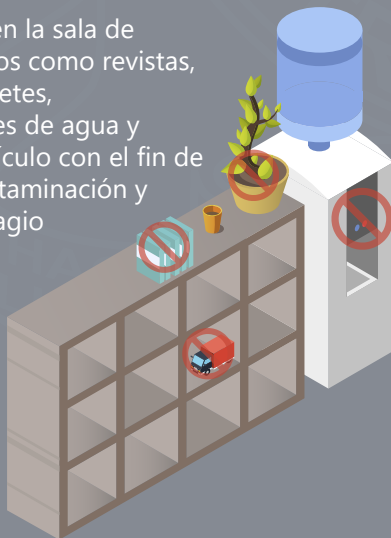 en la sala de
os como revistas,
etes,
es de agua y
ículo con el fin de
taminación y
agio